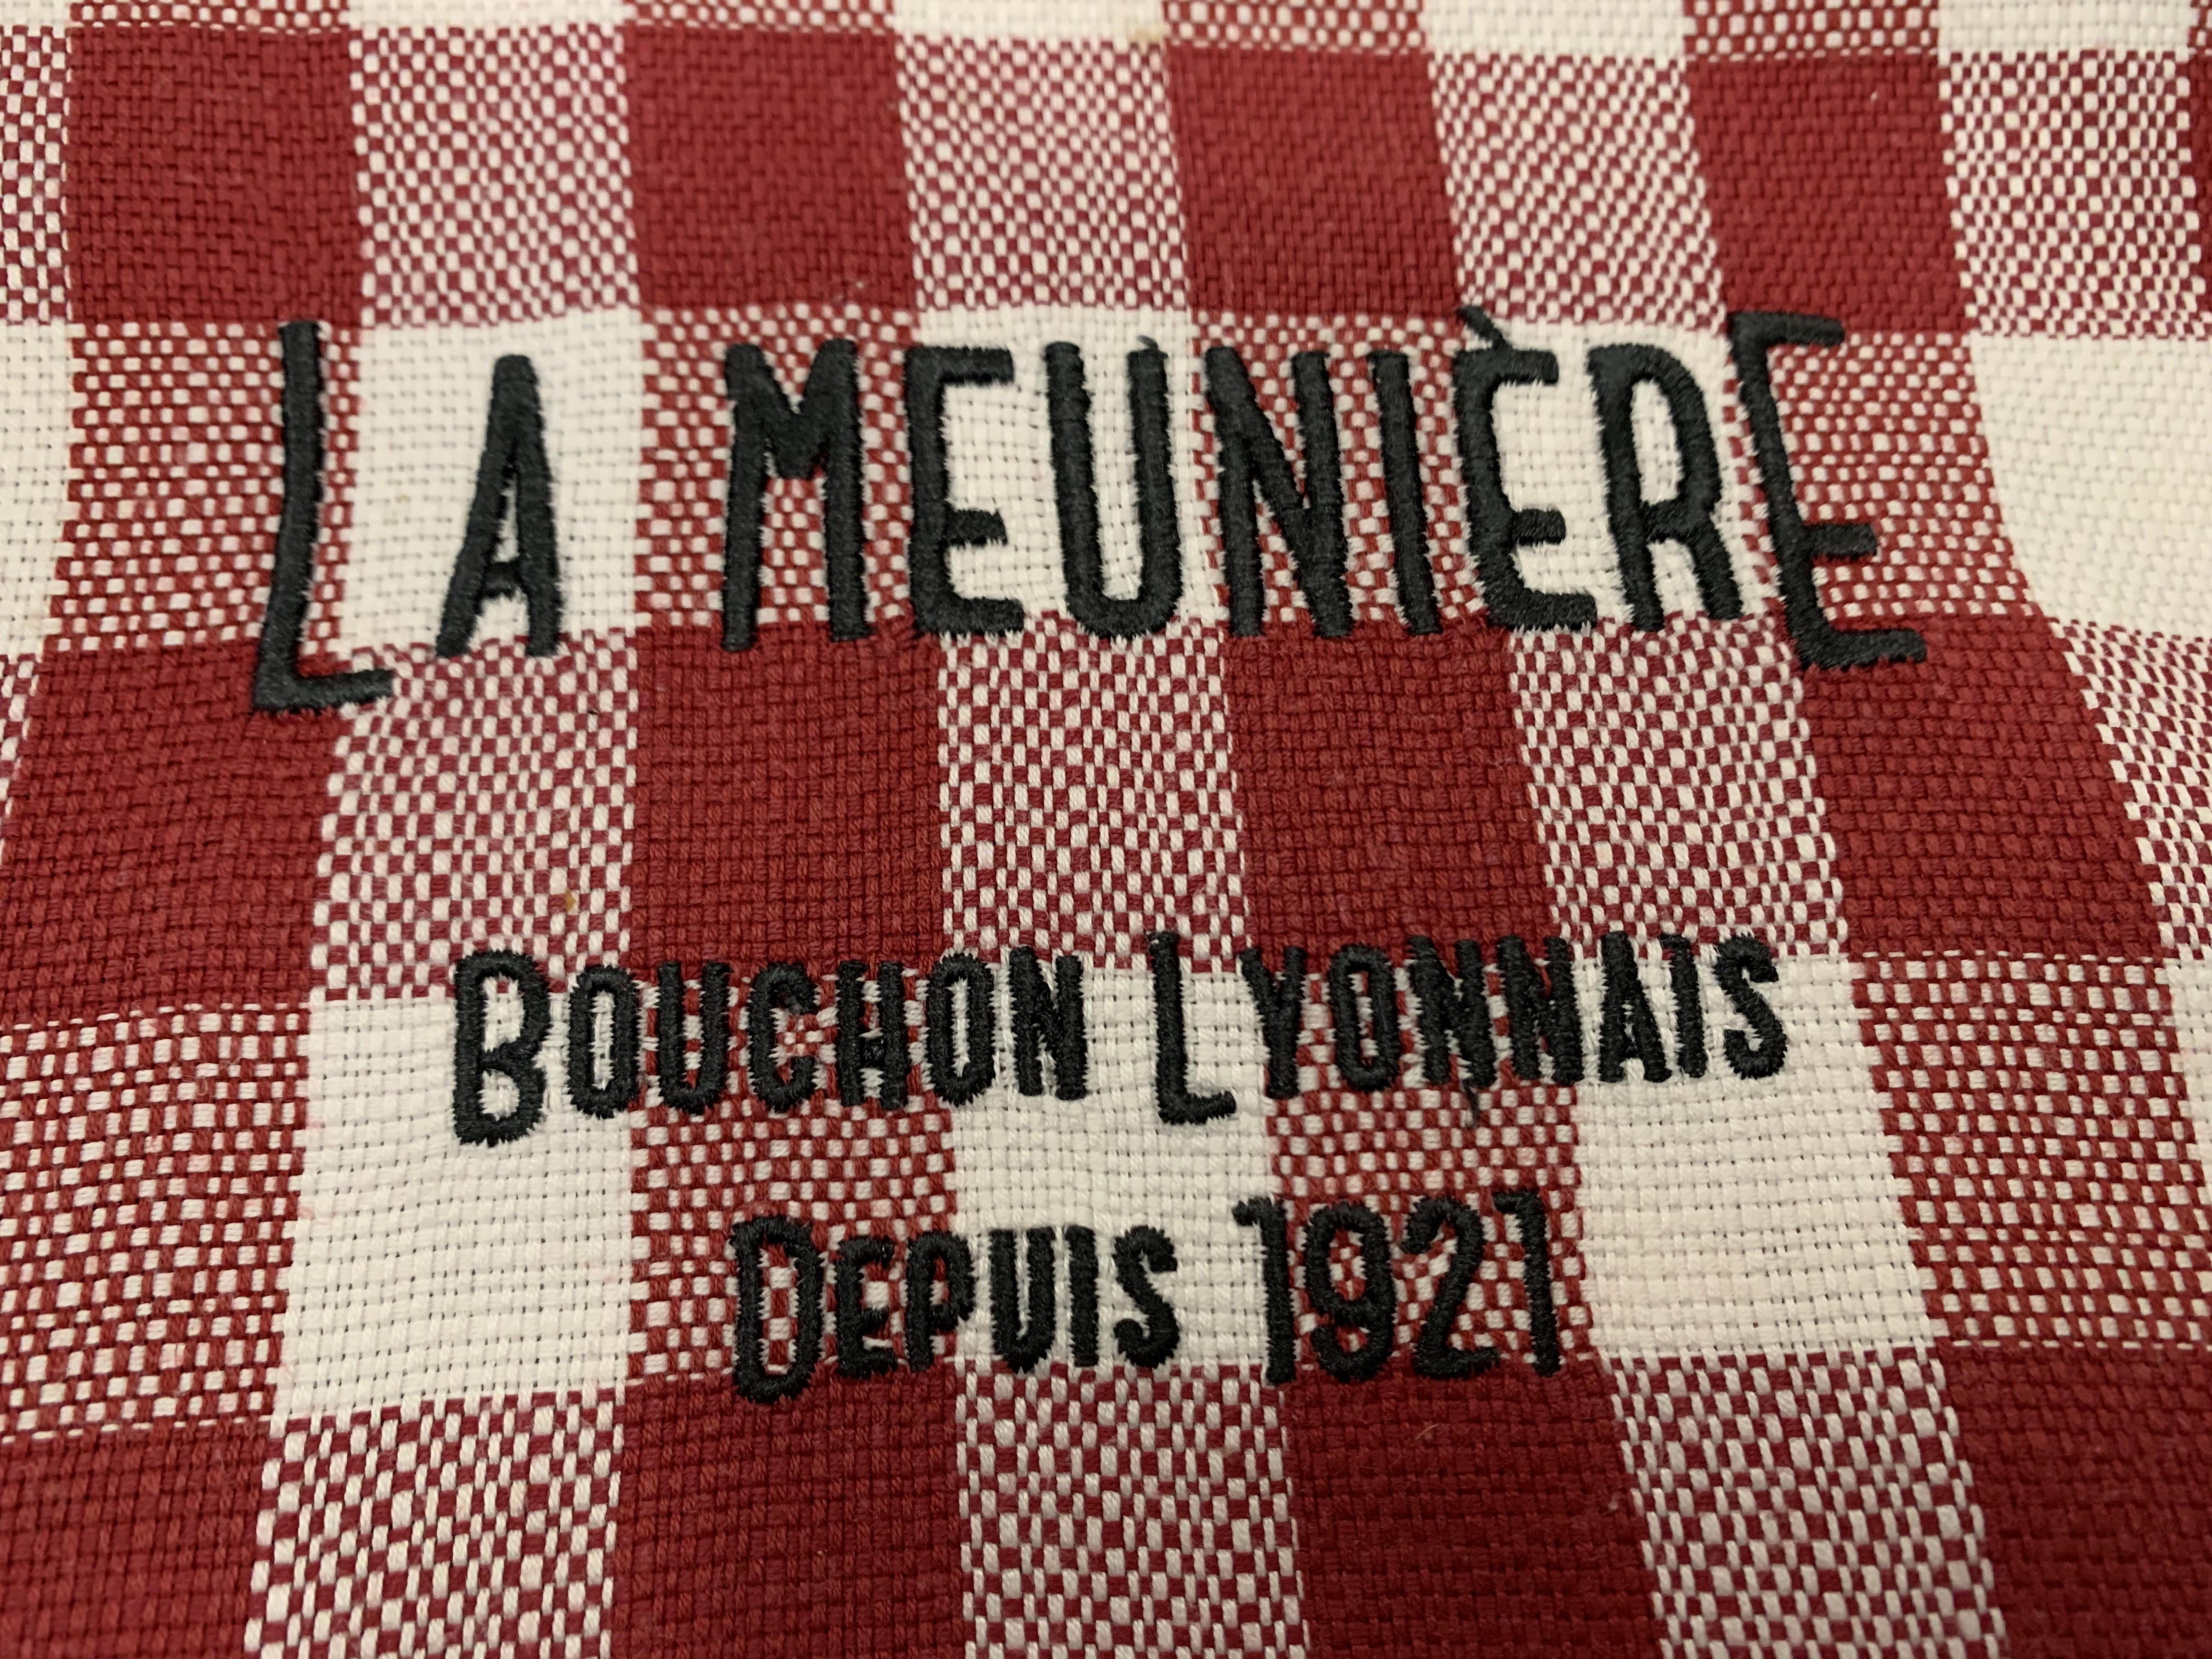 LA MEUNIÈRE
BOUCHON LYONNAIS
DEPUIS 1921